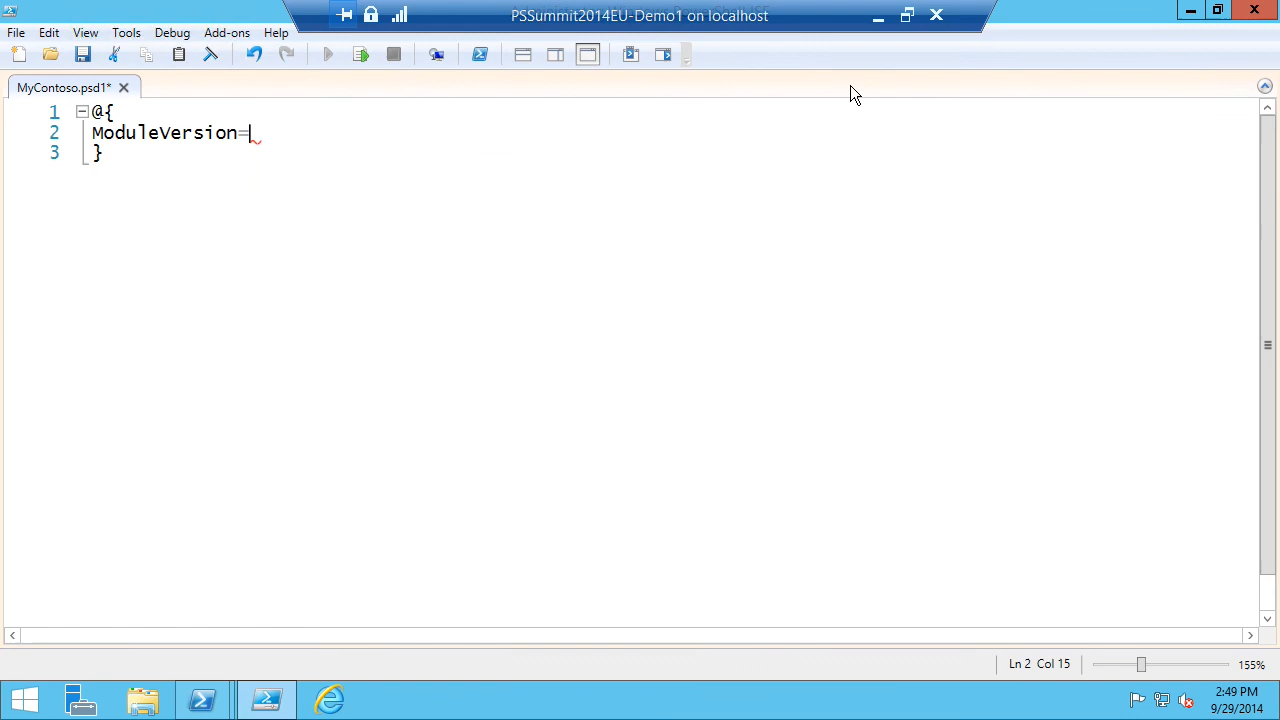 PSSummit2014EU-Demo1 on localhost
File Edit View Tools Debug Add-ons Help
MyContoso.psd1*
1 @{
2 ModuleVersion=
3 }
Ln 2 Col 15 155%
2:49 PM
9/29/2014